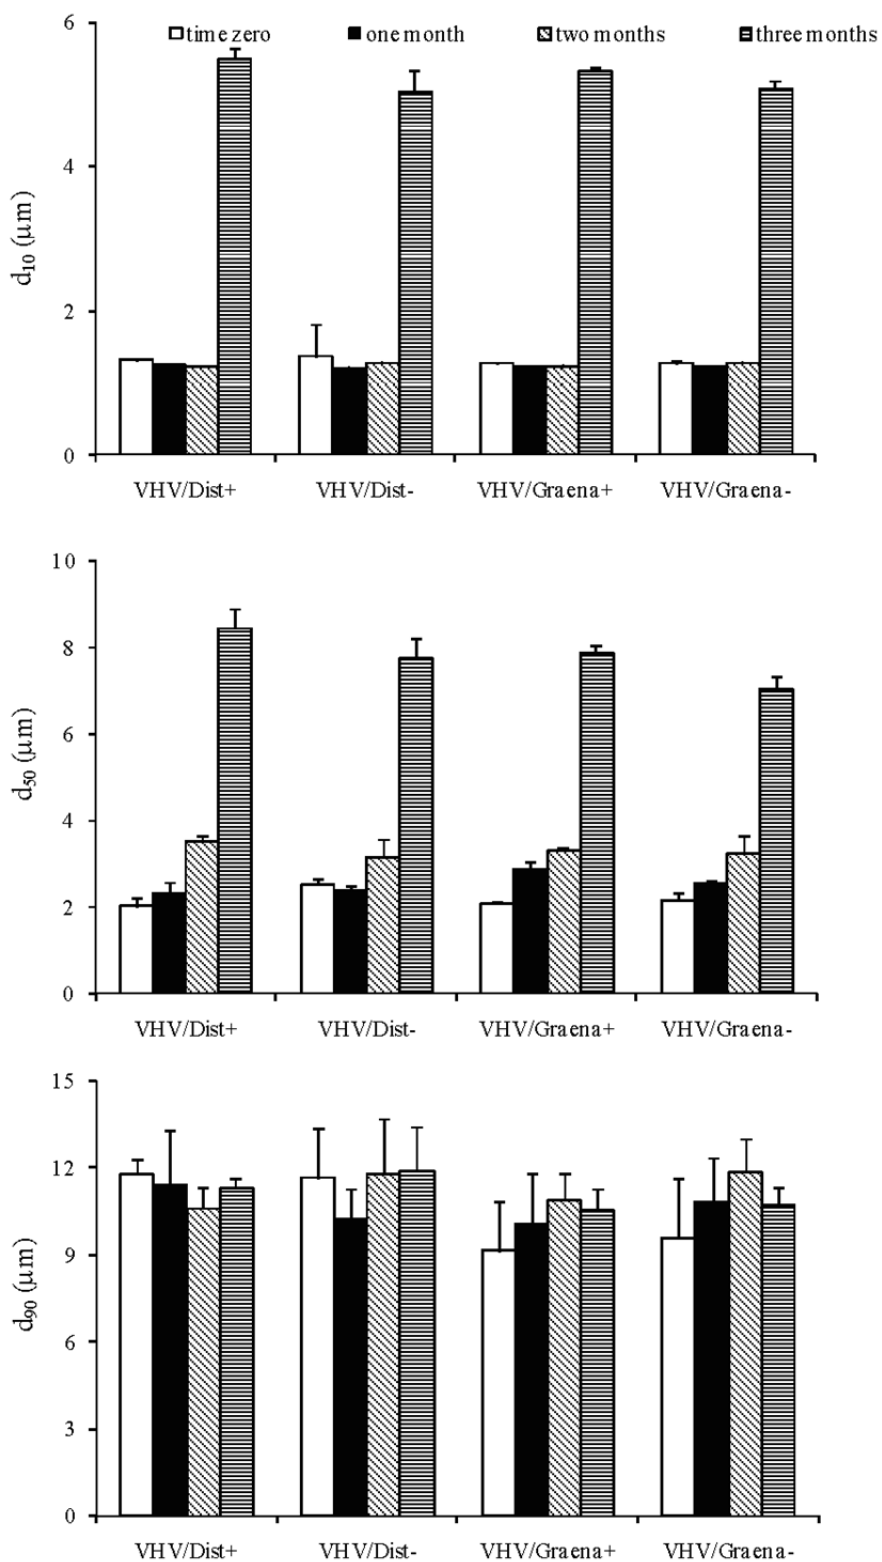 6
time zero one month two months three months
4
2
0
d10 (μm)
VHV/Dist+ VHV/Dist- VHV/Graena+ VHV/Graena-
10
8
6
4
2
0
d50 (μm)
VHV/Dist+ VHV/Dist- VHV/Graena+ VHV/Graena-
15
12
9
6
3
0
d90 (μm)
VHV/Dist+ VHV/Dist- VHV/Graena+ VHV/Graena-